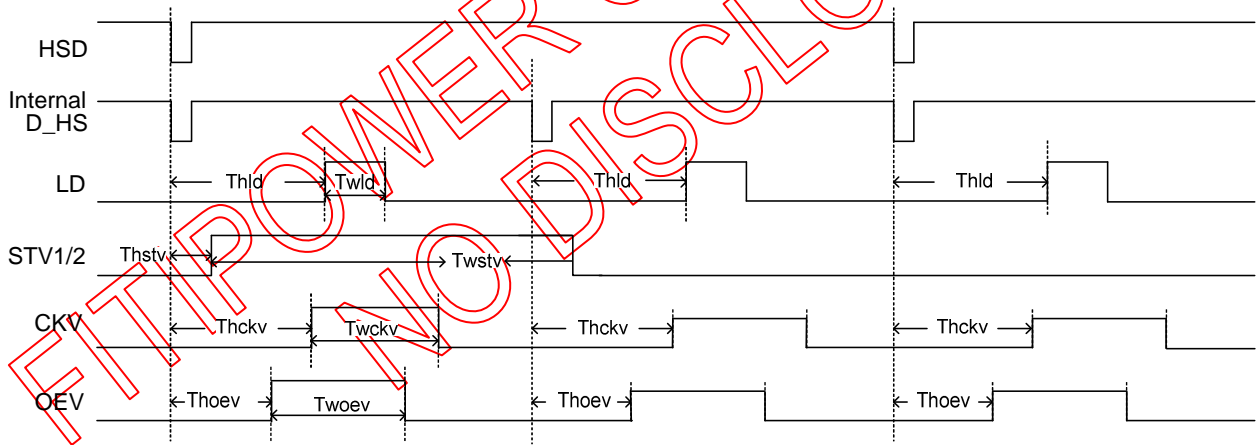 HSD
Internal
D_HS
LD
Thld
Twld
Thld
Thld
STV1/2
Thstv
Twstv
CKV
Thckv
Twckv
Thckv
Thckv
OEV
Thoev
Twoev
Thoev
Thoev
FITIPOWER
NO DISCLO